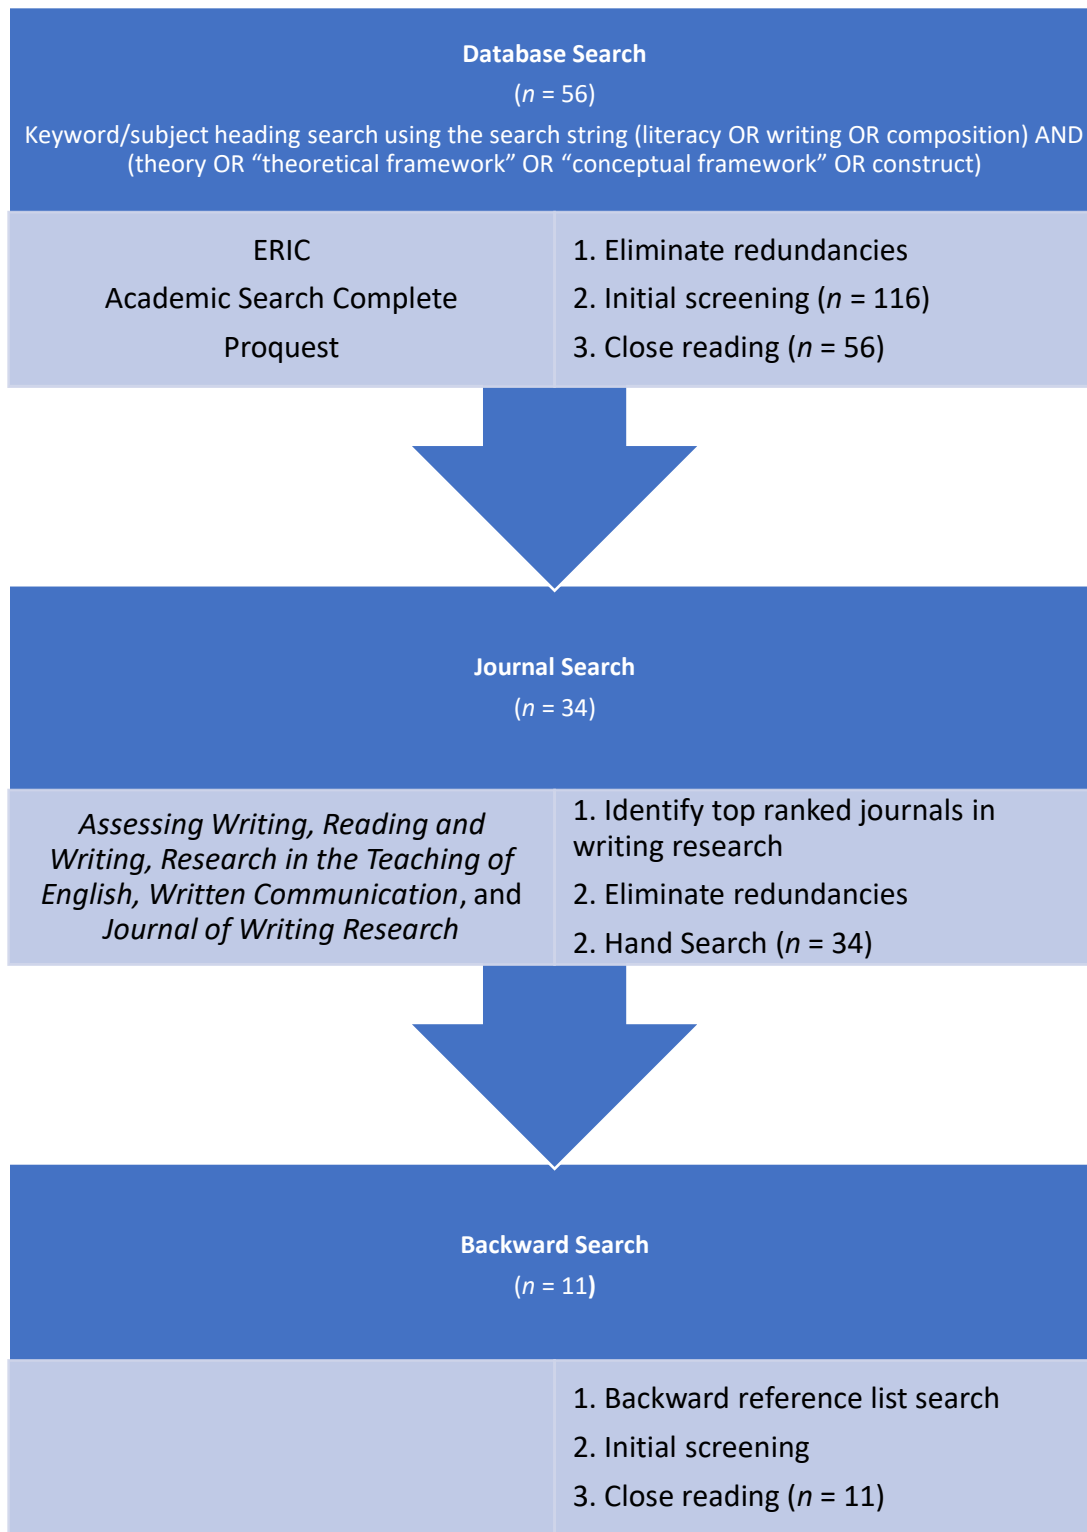 Database Search
(n = 56)
Keyword/subject heading search using the search string (literacy OR writing OR composition) AND
(theory OR “theoretical framework” OR “conceptual framework” OR construct)
ERIC
Academic Search Complete
Proquest
1. Eliminate redundancies
2. Initial screening (n = 116)
3. Close reading (n = 56)
Journal Search
(n = 34)
Assessing Writing, Reading and
Writing, Research in the Teaching of
English, Written Communication, and
Journal of Writing Research
1. Identify top ranked journals in
writing research
2. Eliminate redundancies
2. Hand Search (n = 34)
Backward Search
(n = 11)
1. Backward reference list search
2. Initial screening
3. Close reading (n = 11)